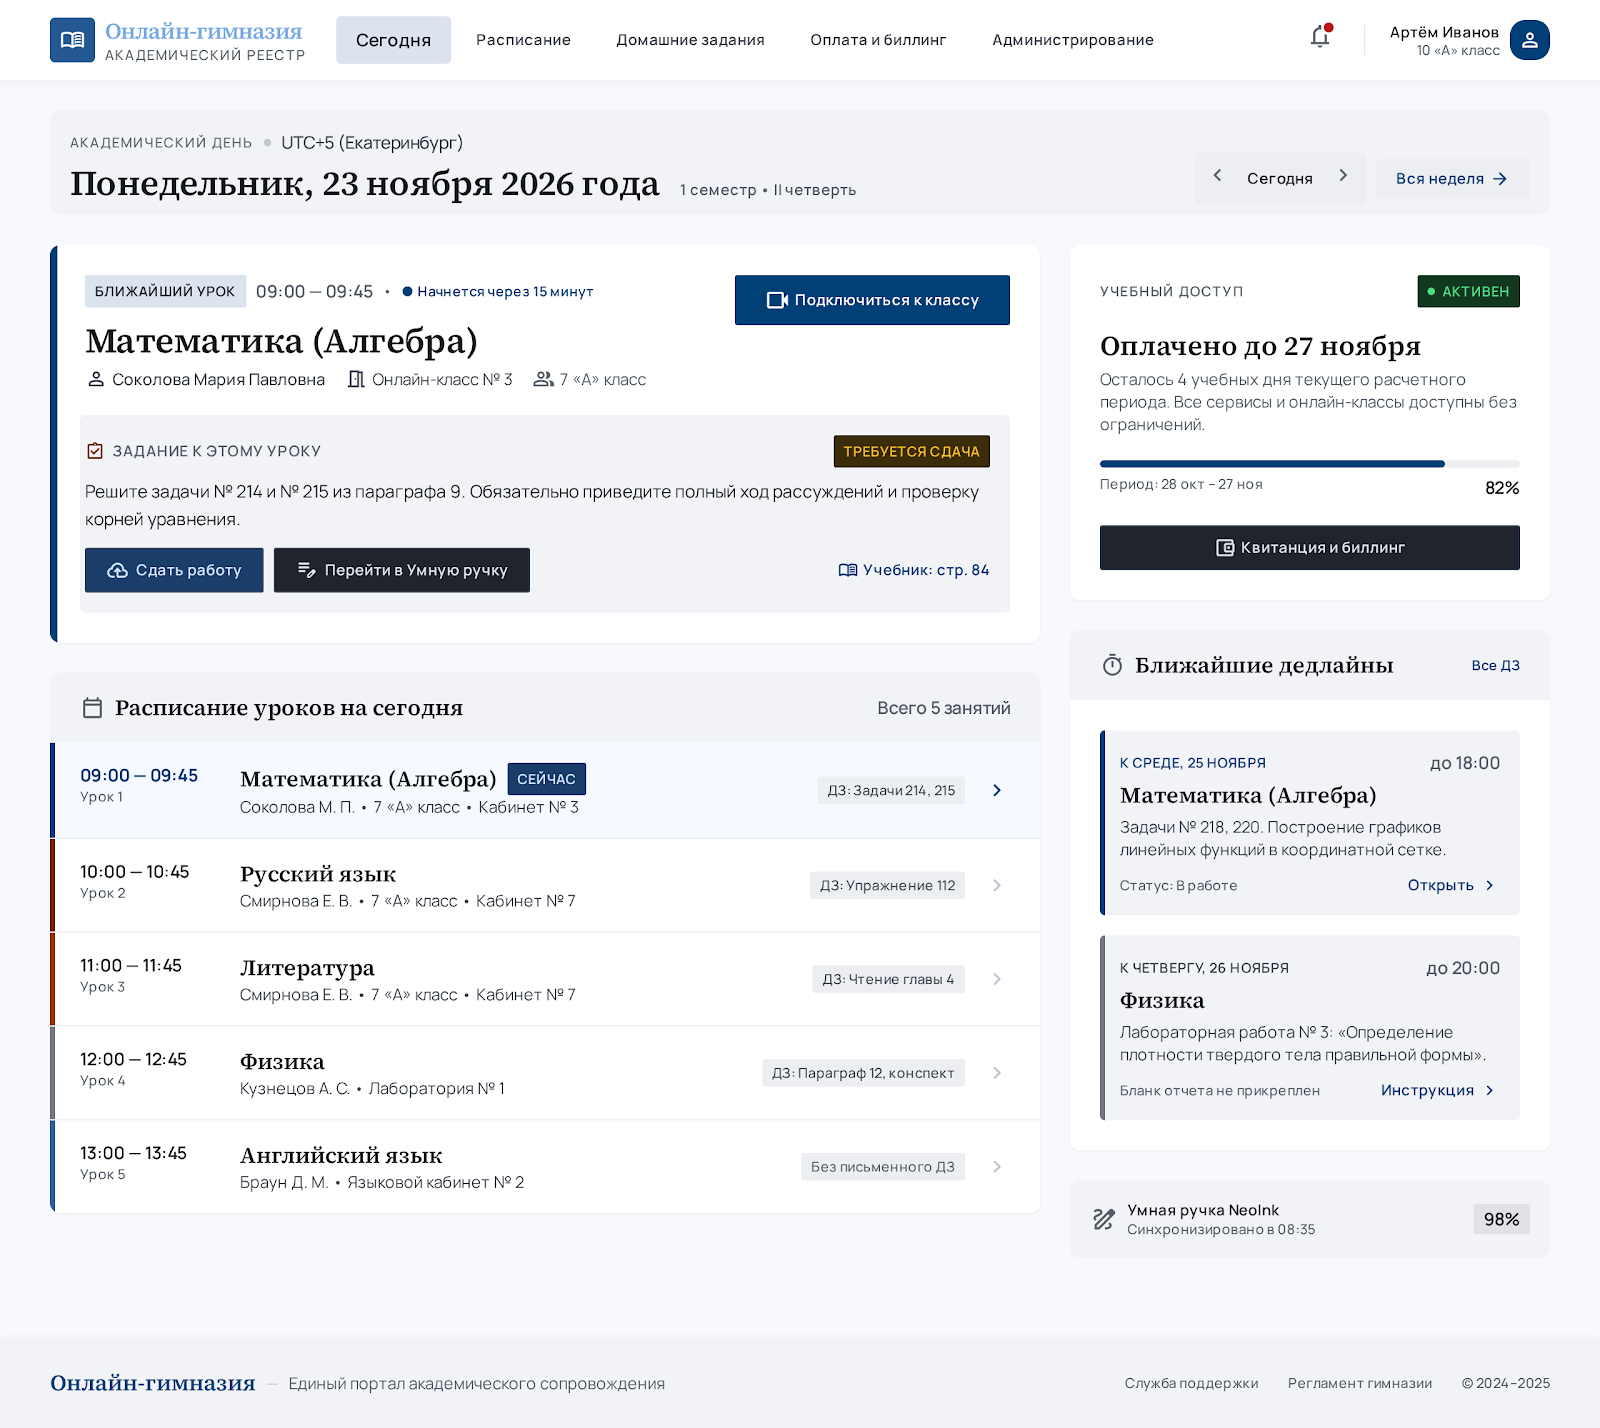 Онлайн-гимназия
АКАДЕМИЧЕСКИЙ РЕЕСТР
Сегодня
Расписание
Домашние задания
Оплата и биллинг
Администрирование
Артём Иванов
10 «А» класс
АКАДЕМИЧЕСКИЙ ДЕНЬ
UTC+5 (Екатеринбург)
Понедельник, 23 ноября 2026 года
1 семестр • II четверть
Сегодня
Вся неделя
БЛИЖАЙШИЙ УРОК
09:00 — 09:45 •
Начнется через 15 минут
Подключиться к классу
Математика (Алгебра)
Соколова Мария Павловна
Онлайн-класс № 3
7 «А» класс
ЗАДАНИЕ К ЭТОМУ УРОКУ
ТРЕБУЕТСЯ СДАЧА
Решите задачи № 214 и № 215 из параграфа 9. Обязательно приведите полный ход рассуждений и проверку
корней уравнения.
Сдать работу
Перейти в Умную ручку
Учебник: стр. 84
Расписание уроков на сегодня
Всего 5 занятий
09:00 — 09:45
Урок 1
Математика (Алгебра)
СЕЙЧАС
Соколова М. П. • 7 «А» класс • Кабинет № 3
ДЗ: Задачи 214, 215
10:00 — 10:45
Урок 2
Русский язык
Смирнова Е. В. • 7 «А» класс • Кабинет № 7
ДЗ: Упражнение 112
11:00 — 11:45
Урок 3
Литература
Смирнова Е. В. • 7 «А» класс • Кабинет № 7
ДЗ: Чтение главы 4
12:00 — 12:45
Урок 4
Физика
Кузнецов А. С. • Лаборатория № 1
ДЗ: Параграф 12, конспект
13:00 — 13:45
Урок 5
Английский язык
Браун Д. М. • Языковой кабинет № 2
Без письменного ДЗ
УЧЕБНЫЙ ДОСТУП
АКТИВЕН
Оплачено до 27 ноября
Осталось 4 учебных дня текущего расчетного
периода. Все сервисы и онлайн-классы доступны без
ограничений.
Период: 28 окт – 27 ноя
82%
Квитанция и биллинг
Ближайшие дедлайны
Все ДЗ
К СРЕДЕ, 25 НОЯБРЯ
до 18:00
Математика (Алгебра)
Задачи № 218, 220. Построение графиков
линейных функций в координатной сетке.
Статус: В работе
Открыть
К ЧЕТВЕРГУ, 26 НОЯБРЯ
до 20:00
Физика
Лабораторная работа № 3: «Определение
плотности твердого тела правильной формы».
Бланк отчета не прикреплен
Инструкция
Умная ручка NeoInk
Синхронизировано в 08:35
98%
Онлайн-гимназия — Единый портал академического сопровождения
Служба поддержки
Регламент гимназии
© 2024–2025